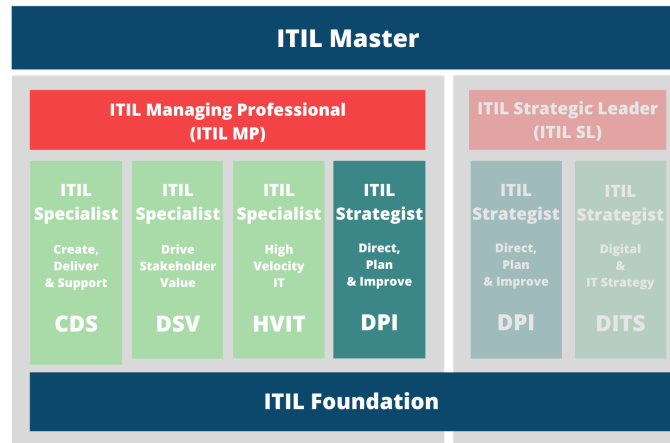 ITIL Master
ITIL Managing Professional
(ITIL MP)
ITIL Strategic Leader
(ITIL SL)
ITIL
Specialist
Create,
Deliver
& Support
CDS
ITIL
Specialist
Drive
Stakeholder
Value
DSV
ITIL
Specialist
High
Velocity
IT
HVIT
ITIL
Strategist
Direct,
Plan
& Improve
DPI
ITIL
Strategist
Direct,
Plan
& Improve
DPI
ITIL
Strategist
Digital
&
IT Strategy
DITS
ITIL Foundation